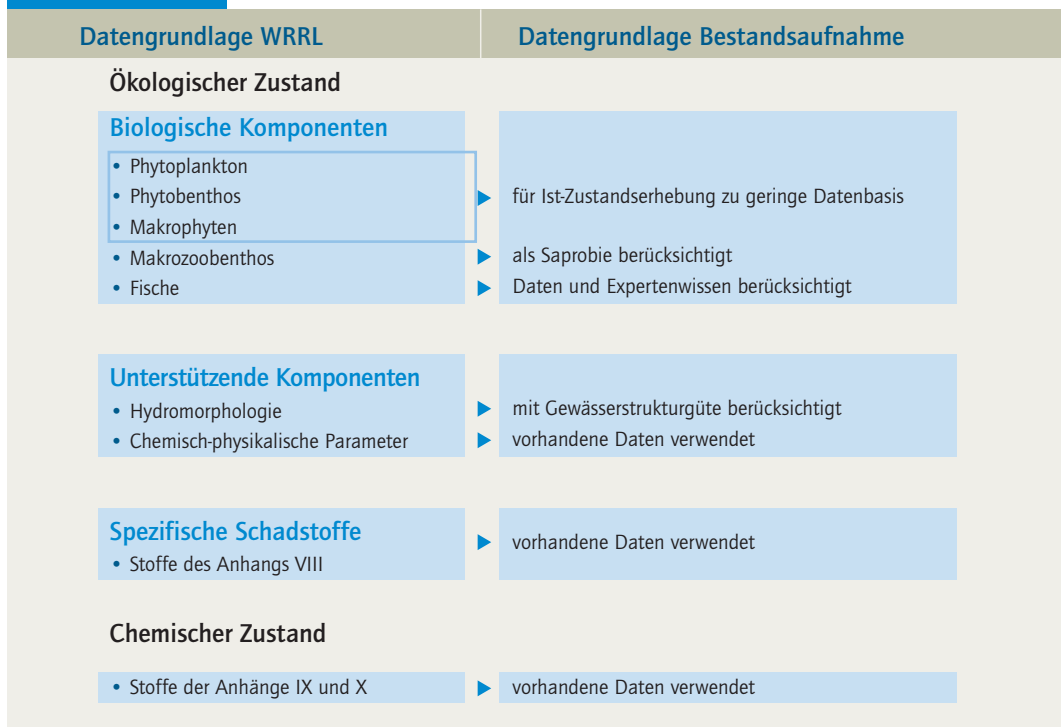 Datengrundlage WRRL Datengrundlage Bestandsaufnahme
Ökologischer Zustand
Biologische Komponenten
• Phytoplankton
• Phytobenthos für Ist-Zustandserhebung zu geringe Datenbasis
• Makrophyten
• Makrozoobenthos als Saprobie berücksichtigt
• Fische Daten und Expertenwissen berücksichtigt
Unterstützende Komponenten
• Hydromorphologie mit Gewässerstrukturgüte berücksichtigt
• Chemisch-physikalische Parameter vorhandene Daten verwendet
Spezifische Schadstoffe vorhandene Daten verwendet
• Stoffe des Anhangs VIII
Chemischer Zustand
• Stoffe der Anhänge IX und X vorhandene Daten verwendet